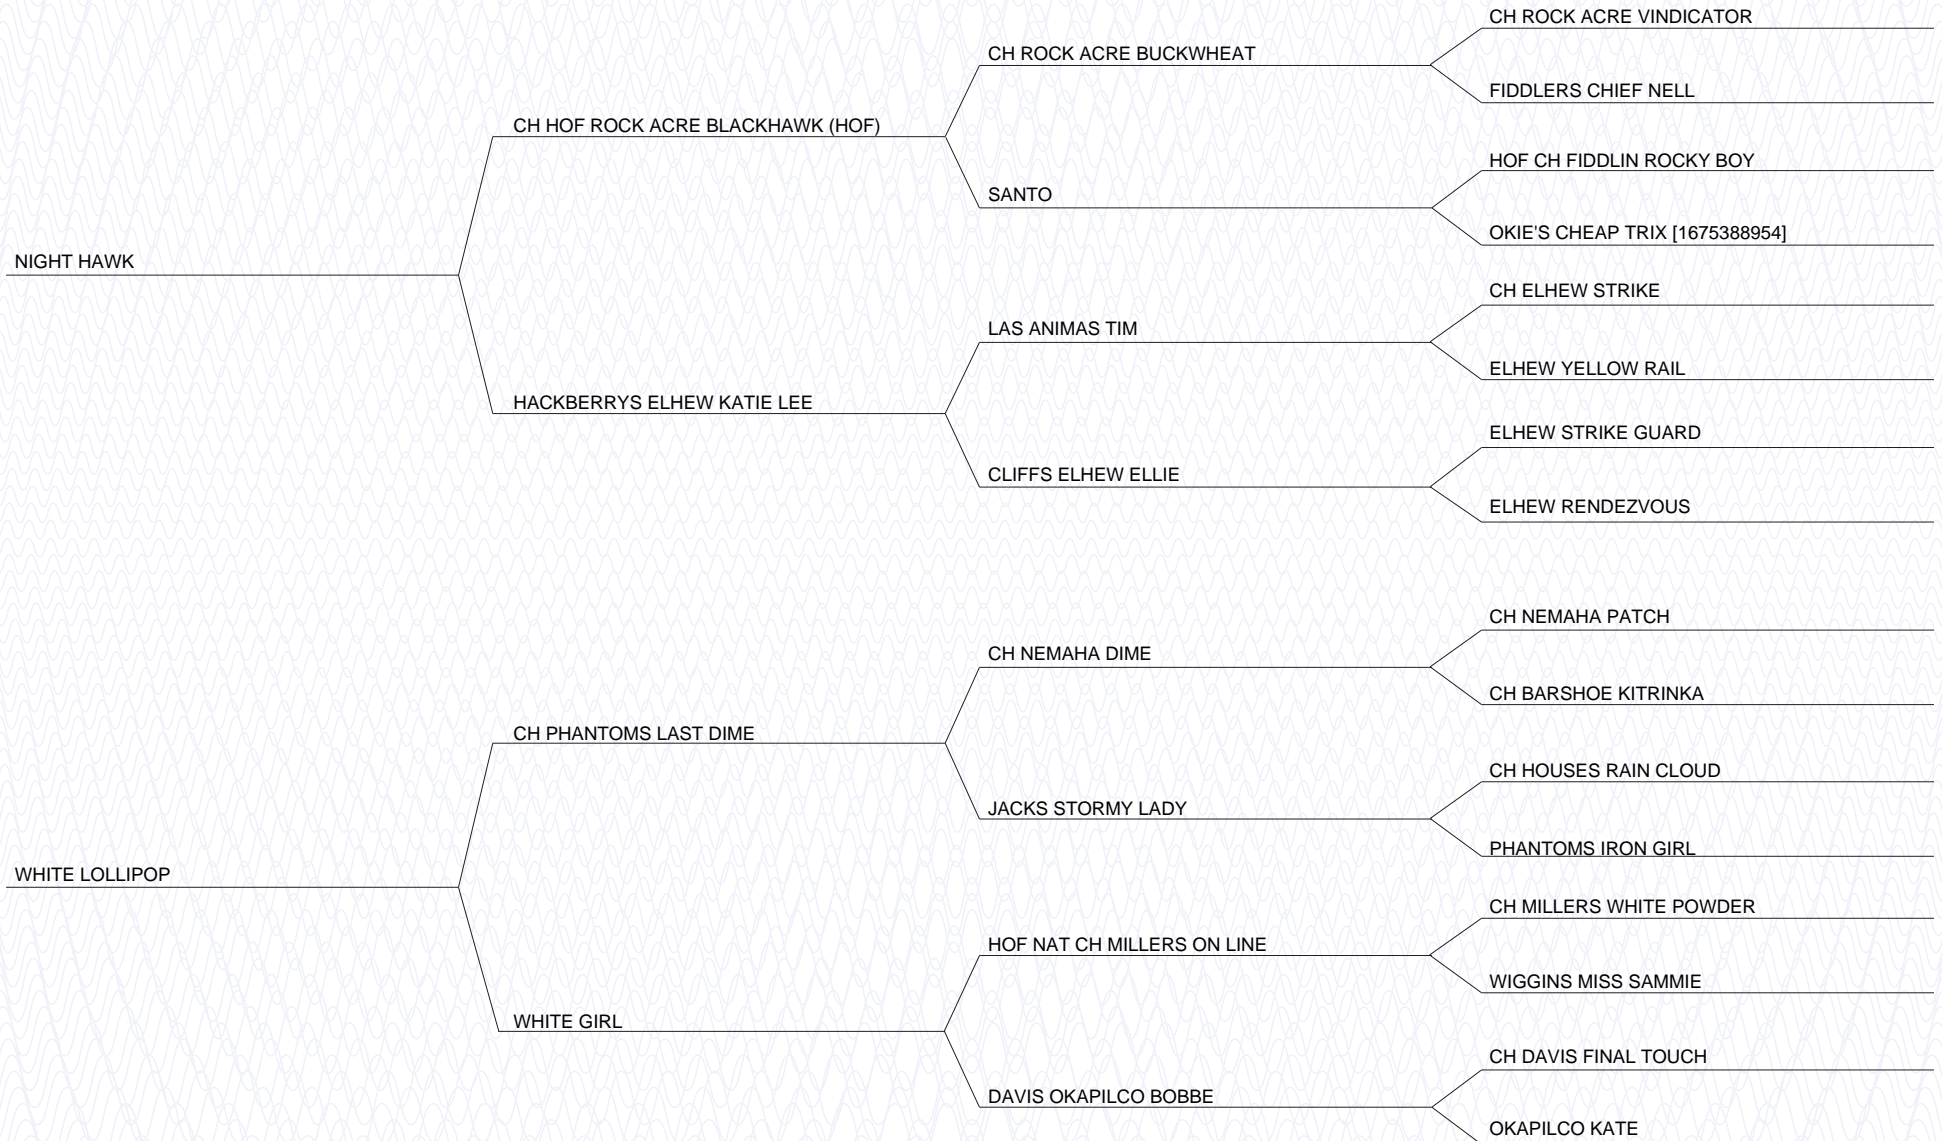 CH ROCK ACRE VINDICATOR
CH ROCK ACRE BUCKWHEAT
FIDDLERS CHIEF NELL
CH HOF ROCK ACRE BLACKHAWK (HOF)
HOF CH FIDDLIN ROCKY BOY
SANTO
OKIE'S CHEAP TRIX [1675388954]
NIGHT HAWK
CH ELHEW STRIKE
LAS ANIMAS TIM
ELHEW YELLOW RAIL
HACKBERRYS ELHEW KATIE LEE
ELHEW STRIKE GUARD
CLIFFS ELHEW ELLIE
ELHEW RENDEZVOUS
CH NEMAHA PATCH
CH NEMAHA DIME
CH BARSHOE KITRINKA
CH PHANTOMS LAST DIME
CH HOUSES RAIN CLOUD
JACKS STORMY LADY
PHANTOMS IRON GIRL
WHITE LOLLIPOP
CH MILLERS WHITE POWDER
HOF NAT CH MILLERS ON LINE
WIGGINS MISS SAMMIE
WHITE GIRL
CH DAVIS FINAL TOUCH
DAVIS OKAPILCO BOBBE
OKAPILCO KATE